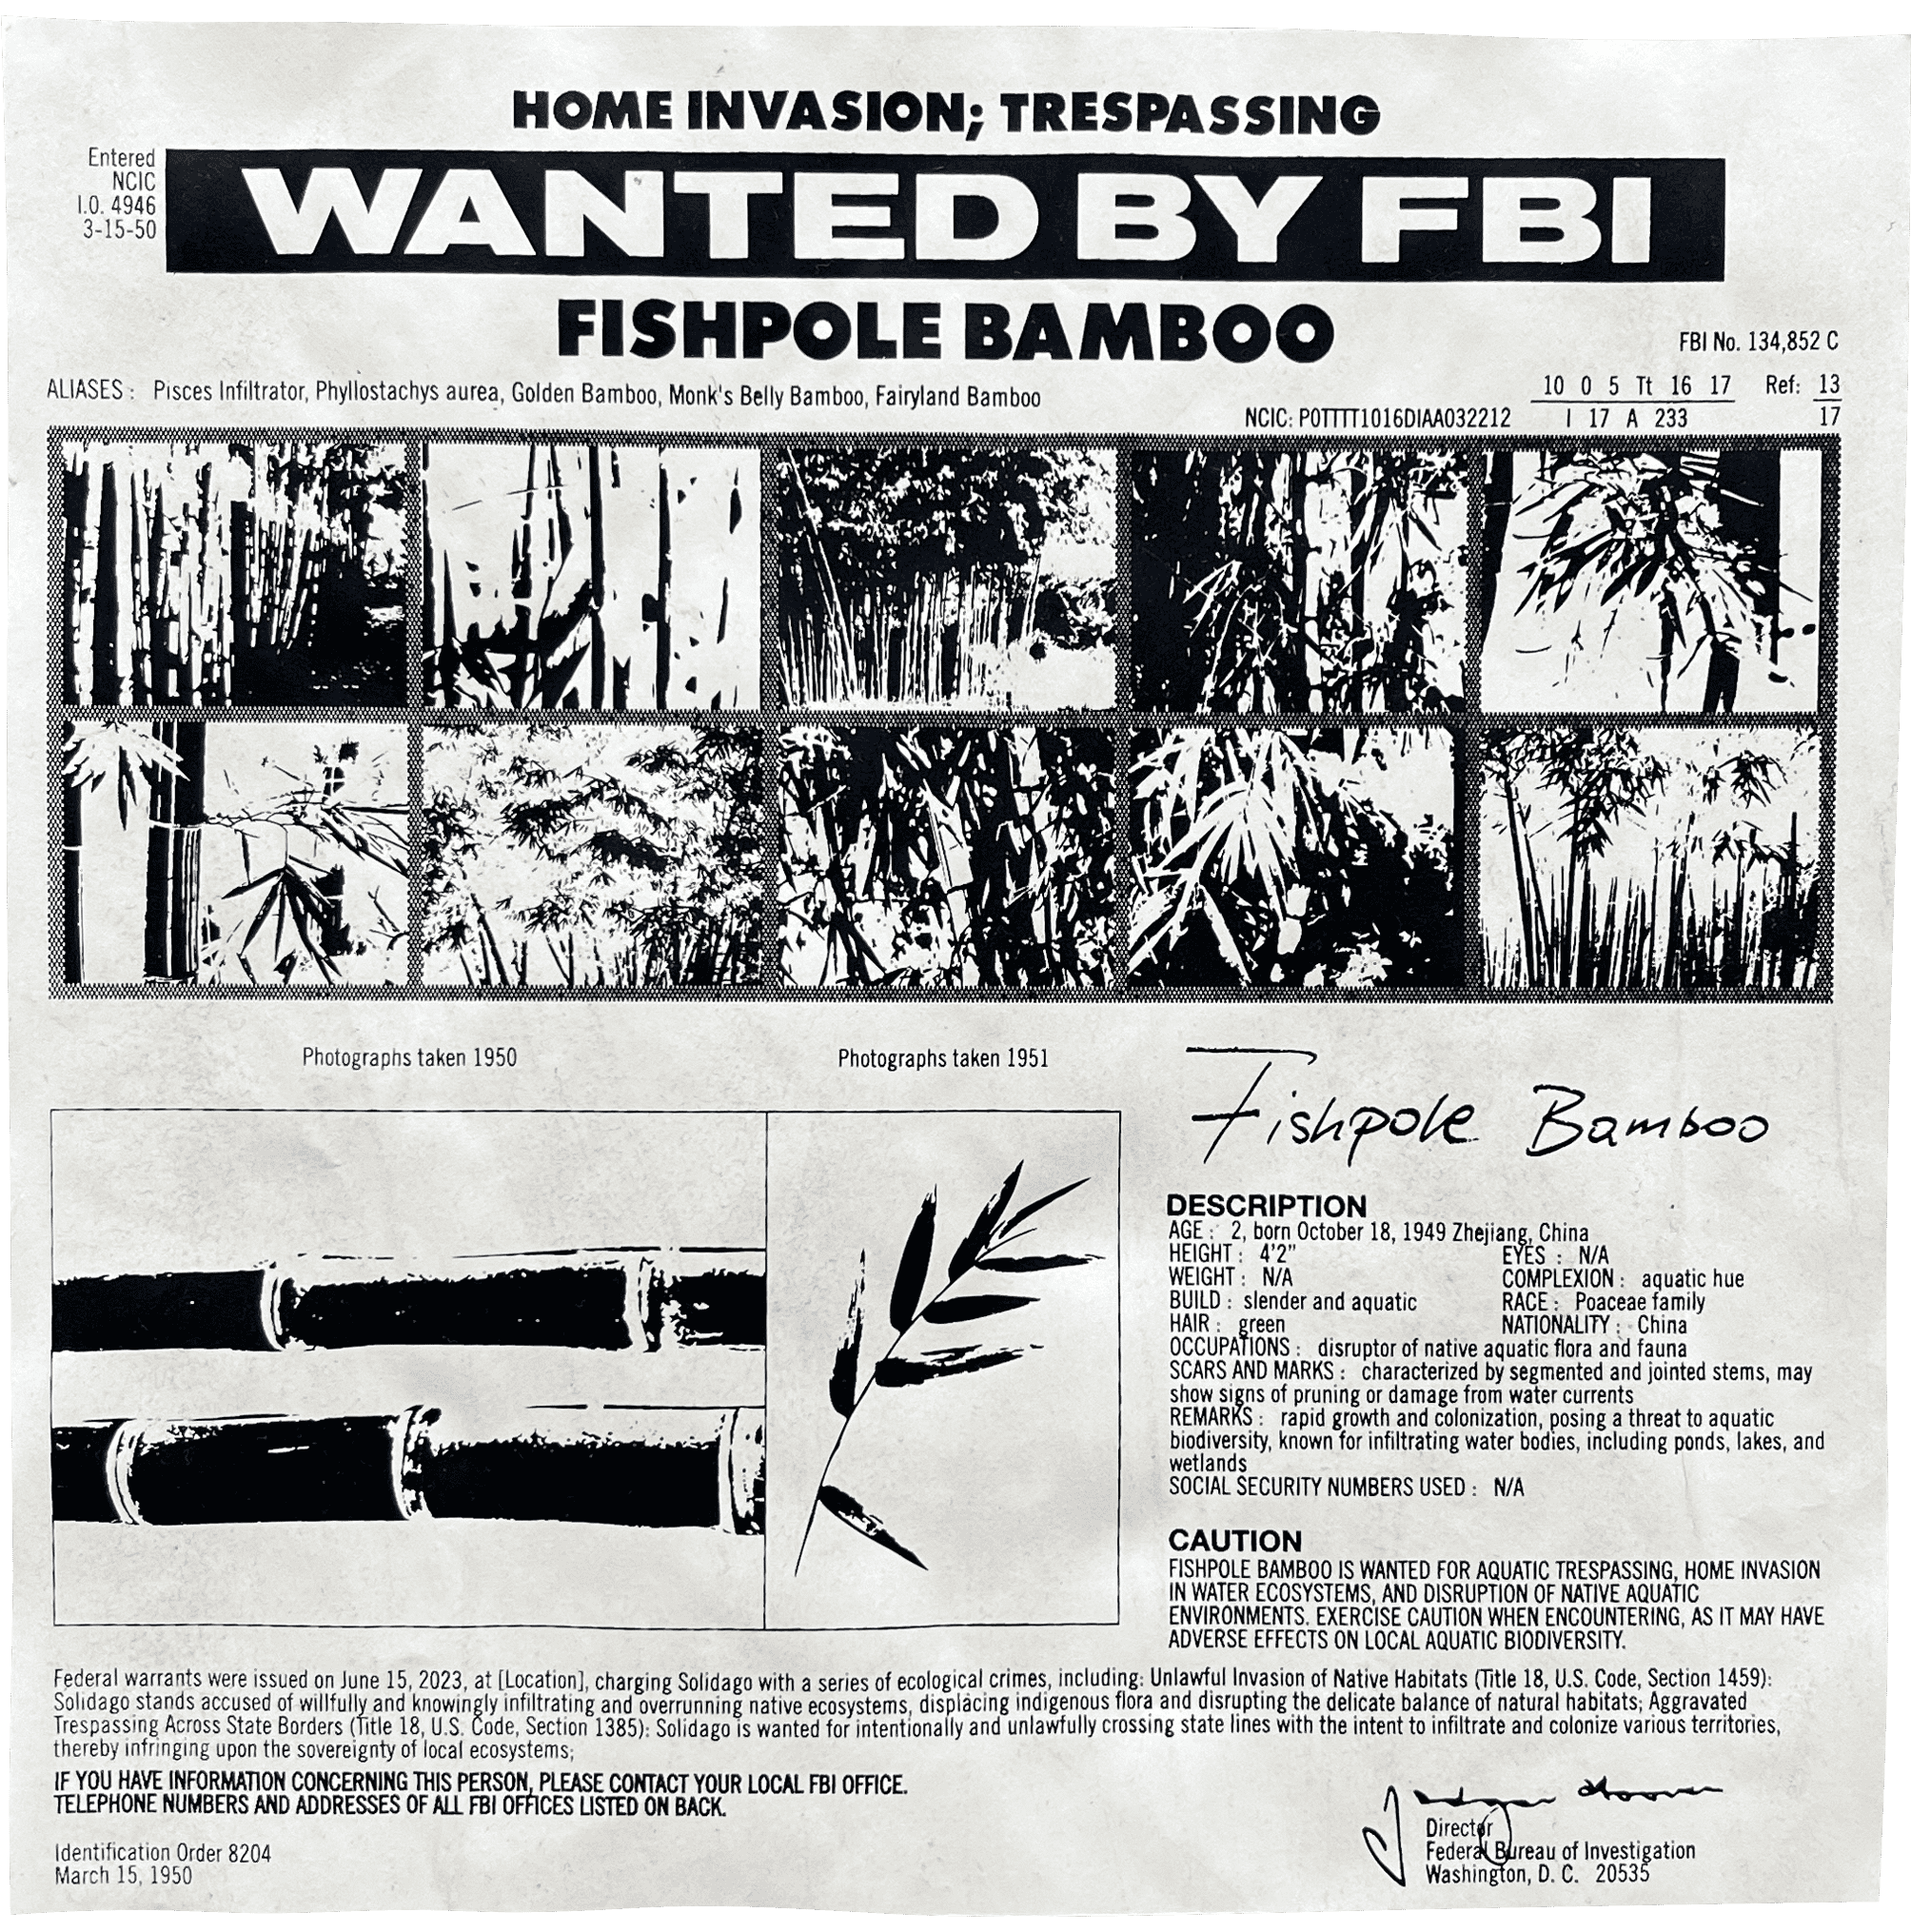 HOME INVASION; TRESPASSING
Entered
NCIC
I.O. 4946
3-15-50
WANTED BY FBI
FISHPOLE BAMBOO
FBI No. 134,852 C
ALIASES : Pisces Infiltrator, Phyllostachys aurea, Golden Bamboo, Monk's Belly Bamboo, Fairyland Bamboo
10 0 5 Tt 16 17 Ref: 13
NCIC: P0TTTT1016DIAA032212 I 17 A 233 17
Photographs taken 1950
Photographs taken 1951
Fishpole Bamboo
DESCRIPTION
AGE : 2, born October 18, 1949 Zhejiang, China
HEIGHT : 4'2" EYES : N/A
WEIGHT : N/A COMPLEXION : aquatic hue
BUILD : slender and aquatic RACE : Poaceae family
HAIR : green NATIONALITY : China
OCCUPATIONS : disruptor of native aquatic flora and fauna
SCARS AND MARKS : characterized by segmented and jointed stems, may
show signs of pruning or damage from water currents
REMARKS : rapid growth and colonization, posing a threat to aquatic
biodiversity, known for infiltrating water bodies, including ponds, lakes, and
wetlands
SOCIAL SECURITY NUMBERS USED : N/A
CAUTION
FISHPOLE BAMBOO IS WANTED FOR AQUATIC TRESPASSING, HOME INVASION
IN WATER ECOSYSTEMS, AND DISRUPTION OF NATIVE AQUATIC
ENVIRONMENTS. EXERCISE CAUTION WHEN ENCOUNTERING, AS IT MAY HAVE
ADVERSE EFFECTS ON LOCAL AQUATIC BIODIVERSITY.
Federal warrants were issued on June 15, 2023, at [Location], charging Solidago with a series of ecological crimes, including: Unlawful Invasion of Native Habitats (Title 18, U.S. Code, Section 1459):
Solidago stands accused of willfully and knowingly infiltrating and overrunning native ecosystems, displacing indigenous flora and disrupting the delicate balance of natural habitats; Aggravated
Trespassing Across State Borders (Title 18, U.S. Code, Section 1385): Solidago is wanted for intentionally and unlawfully crossing state lines with the intent to infiltrate and colonize various territories,
thereby infringing upon the sovereignty of local ecosystems;
IF YOU HAVE INFORMATION CONCERNING THIS PERSON, PLEASE CONTACT YOUR LOCAL FBI OFFICE.
TELEPHONE NUMBERS AND ADDRESSES OF ALL FBI OFFICES LISTED ON BACK.
Identification Order 8204
March 15, 1950
J Edgar Hoover
Director
Federal Bureau of Investigation
Washington, D. C. 20535